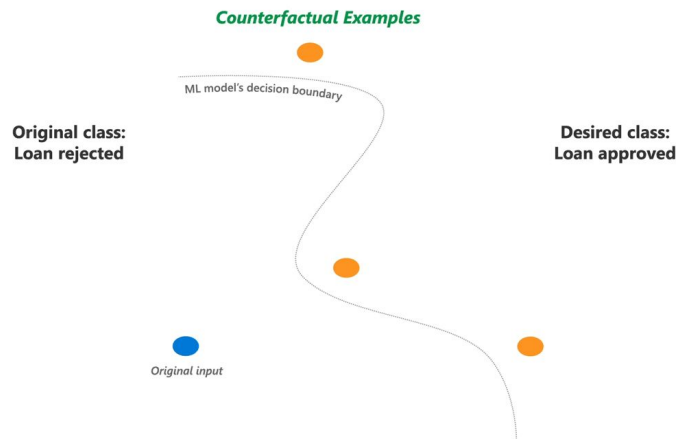 Counterfactual Examples
ML model's decision boundary
Original class:
Loan rejected
Desired class:
Loan approved
Original input